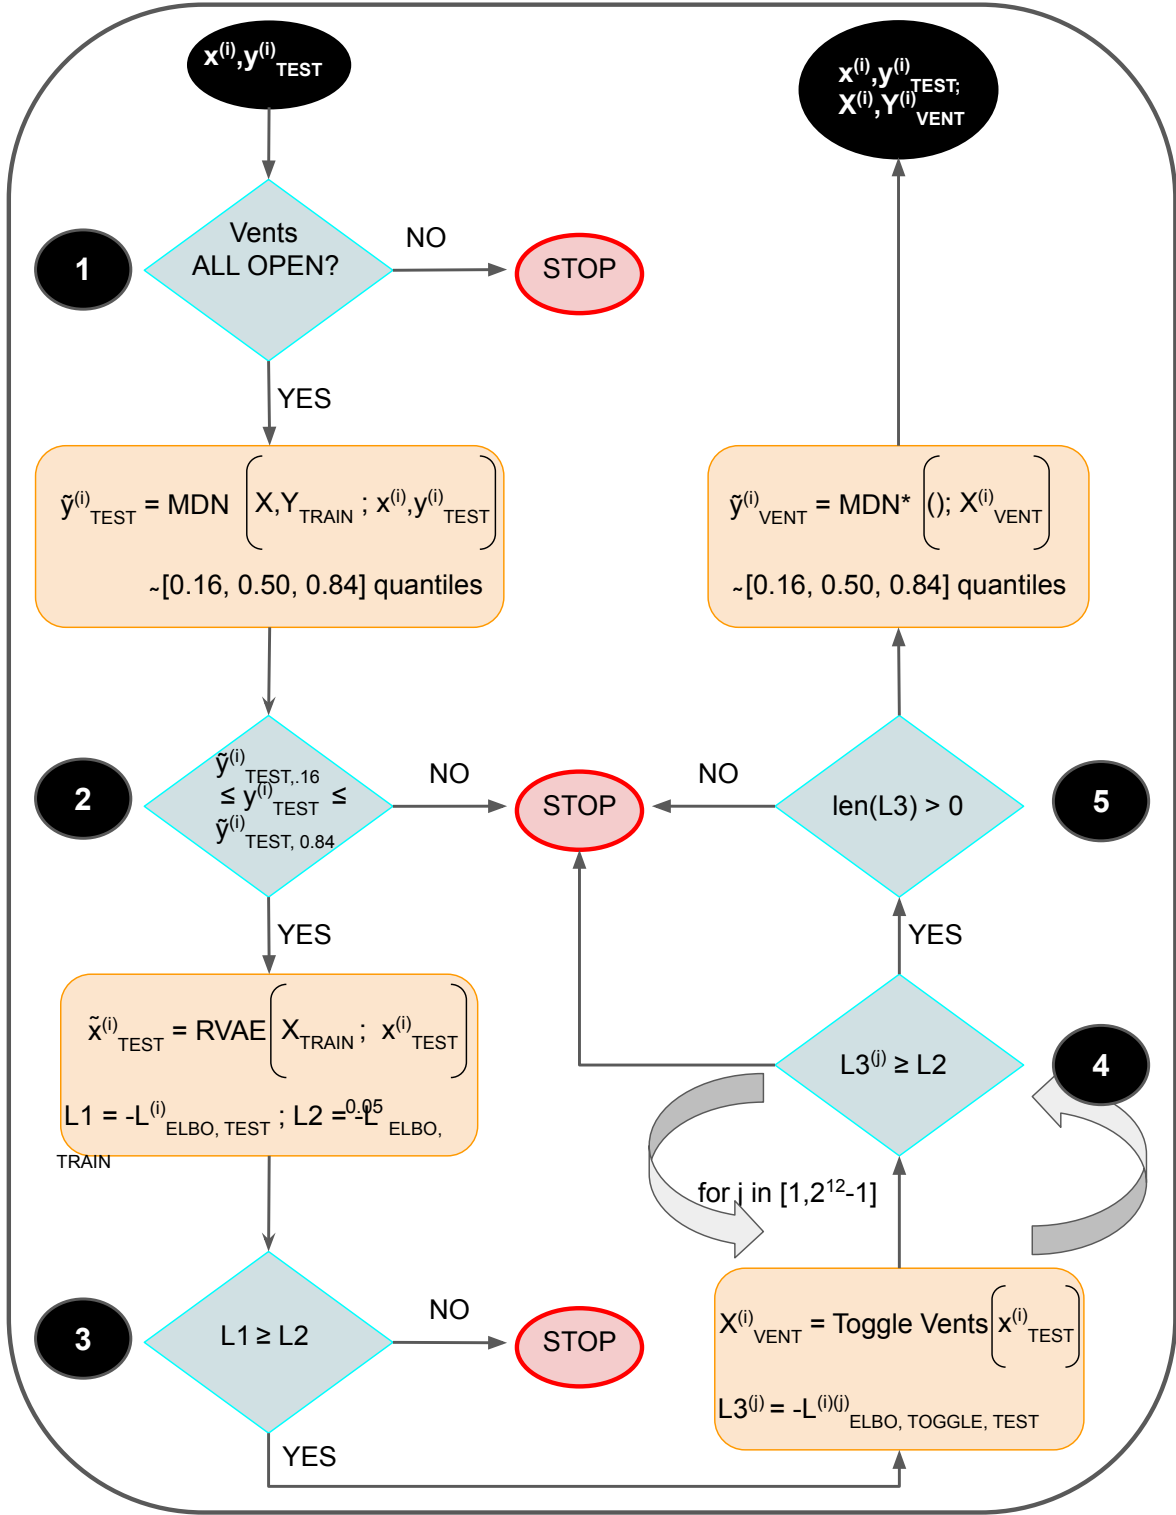 x⁽ⁱ⁾,y⁽ⁱ⁾TEST
1
Vents
ALL OPEN?
NO
STOP
YES
ỹ⁽ⁱ⁾TEST = MDN (X,YTRAIN ; x⁽ⁱ⁾,y⁽ⁱ⁾TEST)
~[0.16, 0.50, 0.84] quantiles
2
ỹ⁽ⁱ⁾TEST,.16
≤ y⁽ⁱ⁾TEST ≤
ỹ⁽ⁱ⁾TEST, 0.84
NO
STOP
YES
x̃⁽ⁱ⁾TEST = RVAE (XTRAIN ; x⁽ⁱ⁾TEST)
L1 = -L⁽ⁱ⁾ELBO, TEST ; L2 = -L0.05ELBO,
TRAIN
3
L1 ≥ L2
NO
STOP
YES
X⁽ⁱ⁾VENT = Toggle Vents (x⁽ⁱ⁾TEST)
L3⁽ʲ⁾ = -L⁽ⁱ⁾⁽ʲ⁾ELBO, TOGGLE, TEST
for j in [1,2¹²-1]
4
L3⁽ʲ⁾ ≥ L2
YES
5
len(L3) > 0
NO
ỹ⁽ⁱ⁾VENT = MDN* ((); X⁽ⁱ⁾VENT)
~[0.16, 0.50, 0.84] quantiles
x⁽ⁱ⁾,y⁽ⁱ⁾TEST;
X⁽ⁱ⁾,Y⁽ⁱ⁾VENT